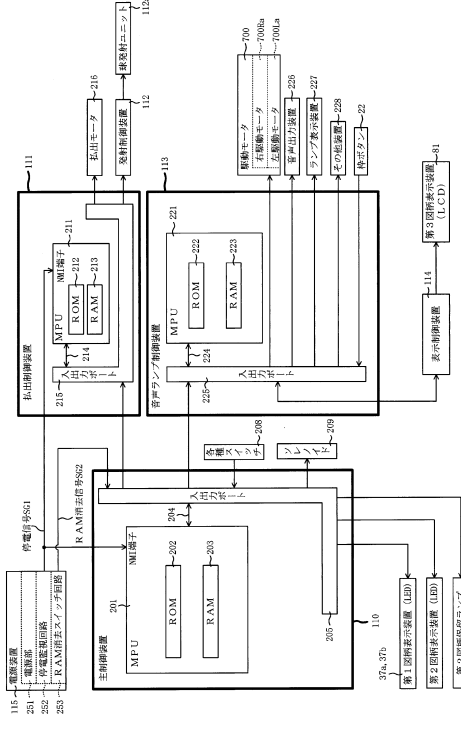 電源装置
115
電源部
251
停電監視回路
252
RAM消去スイッチ回路
253
停電信号SG1
RAM消去信号SG2
主制御装置
110
MPU
201
NMI端子
ROM
202
RAM
203
204
入出力ポート
205
各種スイッチ
208
ソレノイド
209
37a, 37b
第1図柄表示装置 (LED)
第2図柄表示装置 (LED)
払出制御装置
111
MPU
211
NMI端子
ROM
212
RAM
213
214
入出力ポート
215
払出モータ
216
発射制御装置
112
球発射ユニット
112a
音声ランプ制御装置
113
MPU
221
ROM
222
RAM
223
224
入出力ポート
225
駆動モータ
700
右駆動モータ
700Ra
左駆動モータ
700La
音声出力装置
226
ランプ表示装置
227
その他装置
228
枠ボタン
22
表示制御装置
114
第3図柄表示装置
(LCD)
81